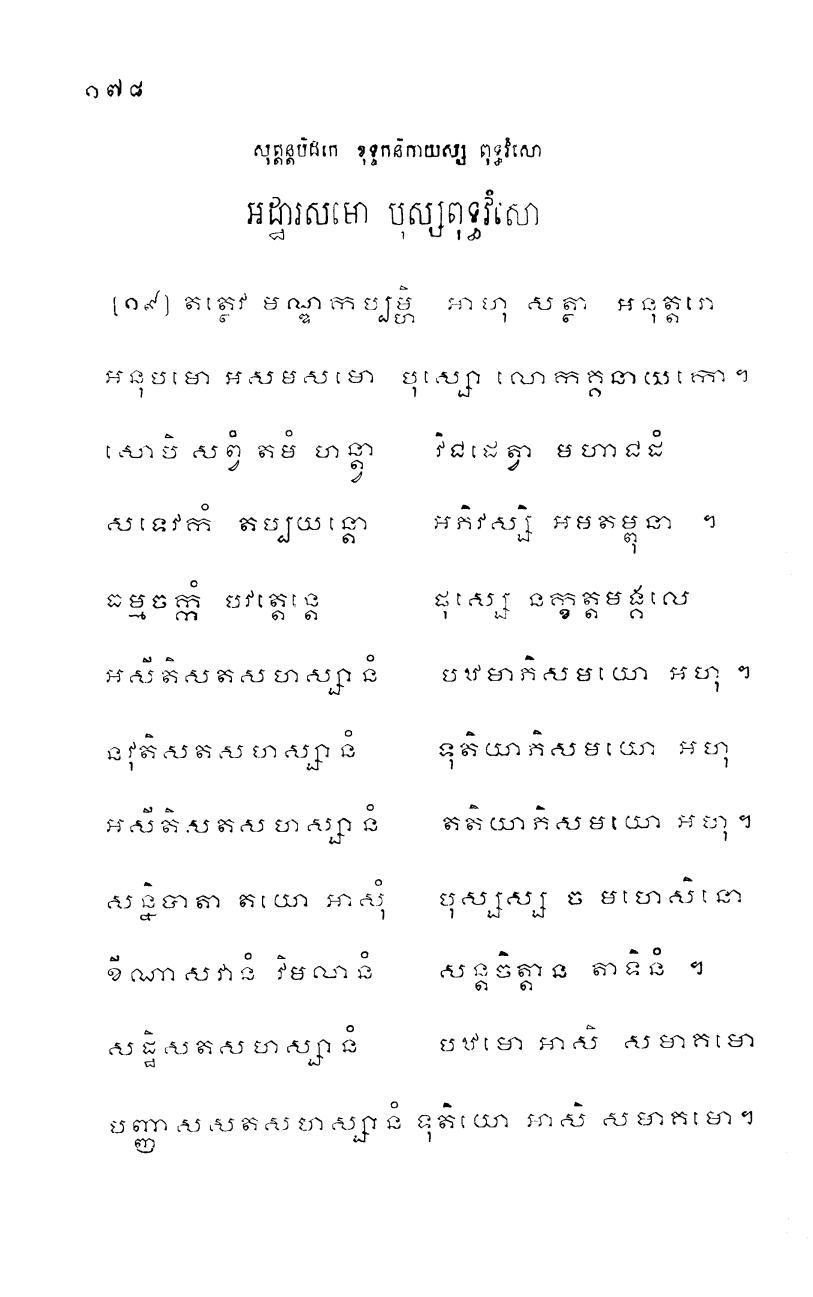 ១៧៨
សុត្តន្តបិដកេ ខុទ្ទកនិកាយស្ស ពុទ្ធវំសោ
អដ្ឋារសមោ បុស្សពុទ្ធវំសោ
[១៩] តត្ថេវ មណ្ឌកប្បម្ហិ អាហុ សត្ថា អនុត្តរោ
អនុបមោ អសមសមោ បុស្សោ លោកគ្គនាយកោ ។
សោបិ សព្វំ តមំ ហន្ត្វា វិជដេត្វា មហាជដំ
សទេវកំ តប្បយន្តោ អភិវស្សិ អមតម្ពុនា ។
ធម្មចក្កំ បវត្តេន្តេ ផុស្សេ នក្ខត្តមង្គលេ
អសីតិសតសហស្សានំ បឋមាភិសមយោ អហុ ។
នវុតិសតសហស្សានំ ទុតិយាភិសមយោ អហុ
អសីតិសតសហស្សានំ តតិយាភិសមយោ អហុ ។
សន្និបាតា តយោ អាសុំ បុស្សស្ស ច មហេសិនោ
ខីណាសវានំ វិមលានំ សន្តចិត្តាន តាទិនំ ។
សដ្ឋិសតសហស្សានំ បឋមោ អាសិ សមាគមោ
បញ្ញាសសតសហស្សានំ ទុតិយោ អាសិ សមាគមោ ។